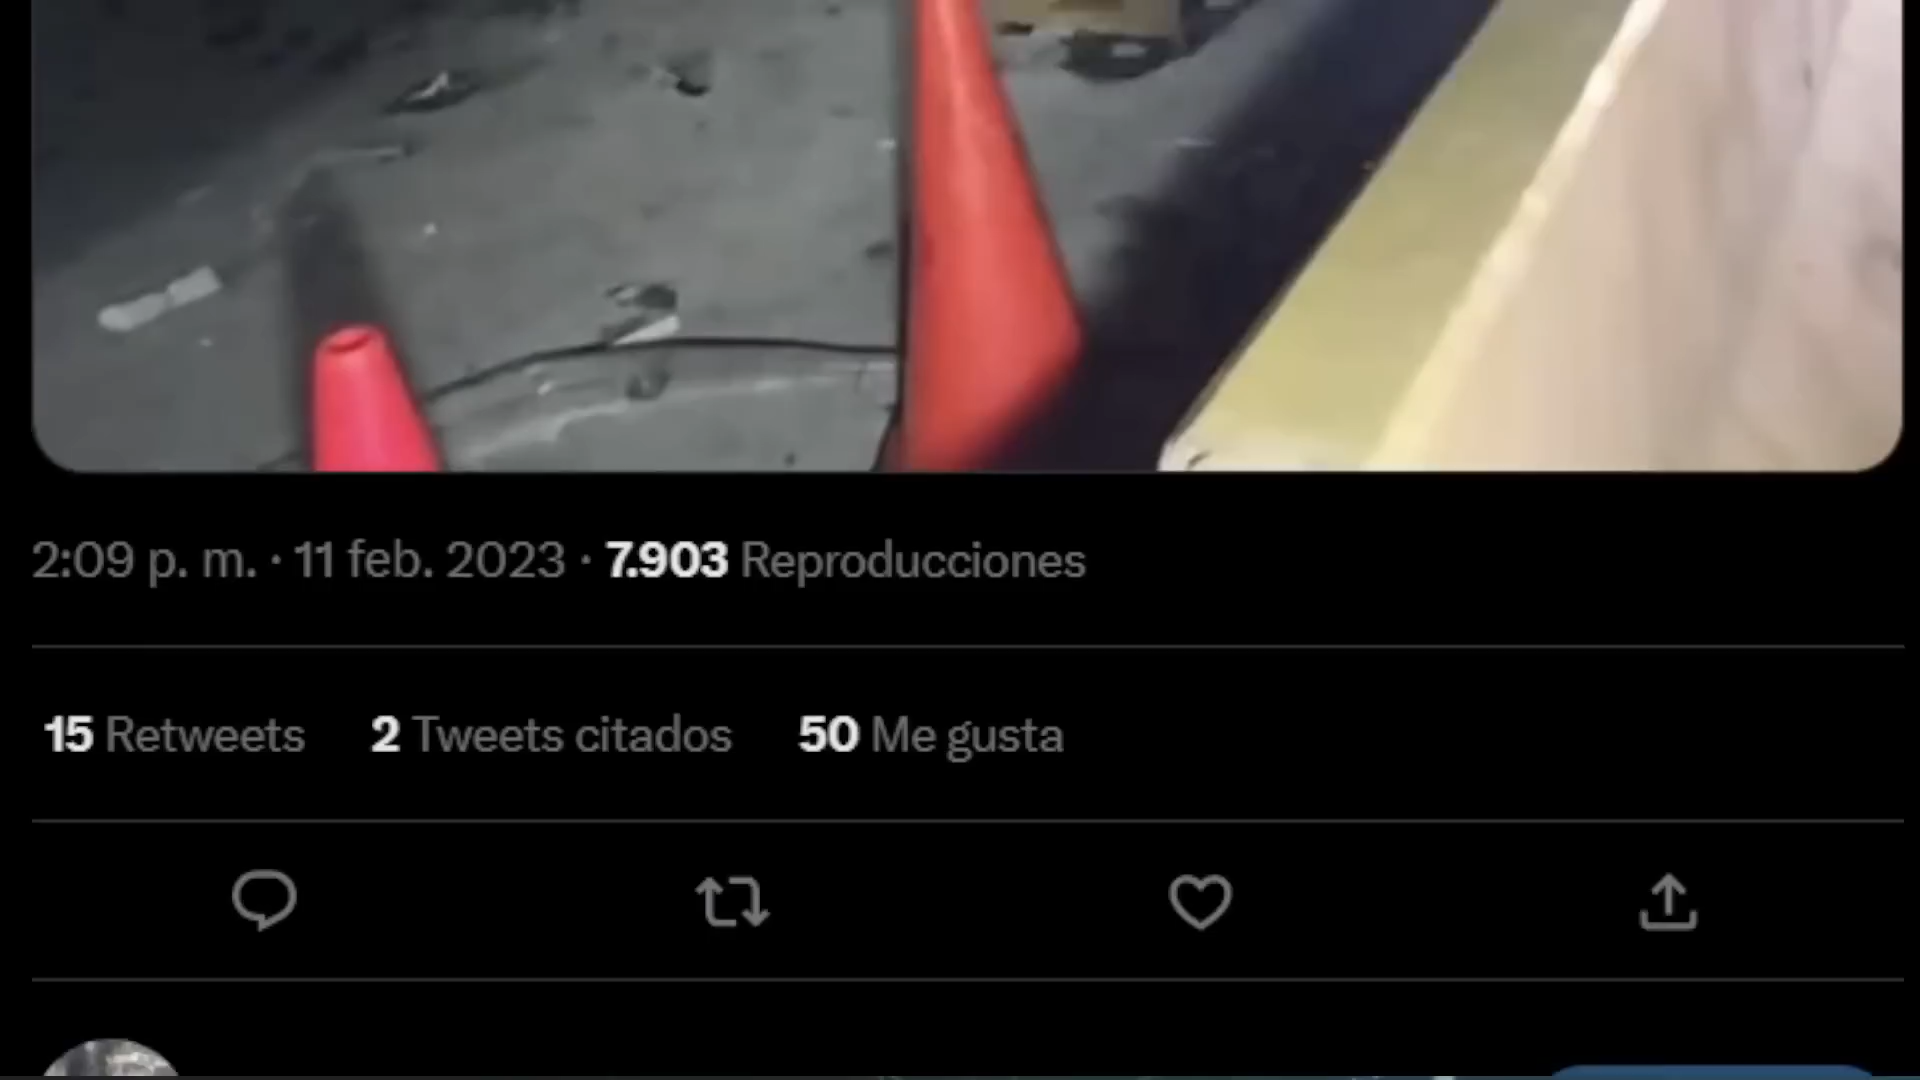 2:09 p. m. · 11 feb. 2023 · 7.903 Reproducciones
15 Retweets 2 Tweets citados 50 Me gusta